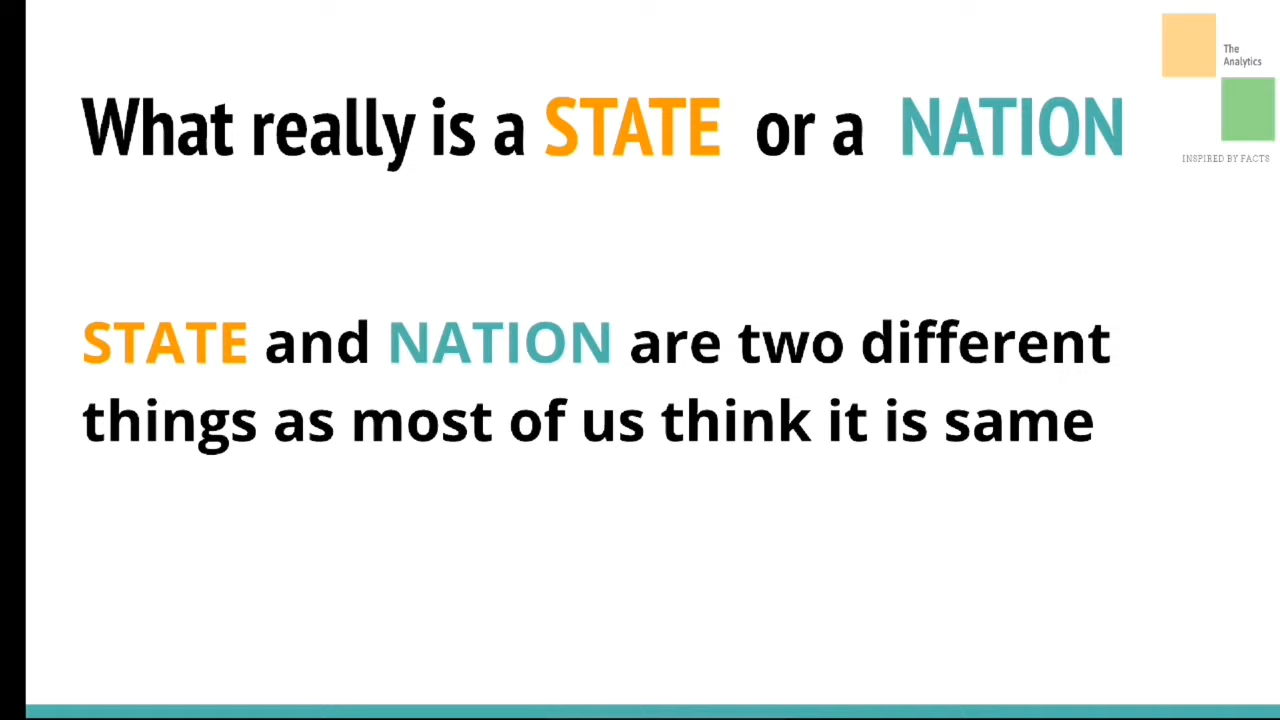 The
Analytics
What really is a STATE or a NATION
INSPIRED BY FACTS
STATE and NATION are two different
things as most of us think it is same